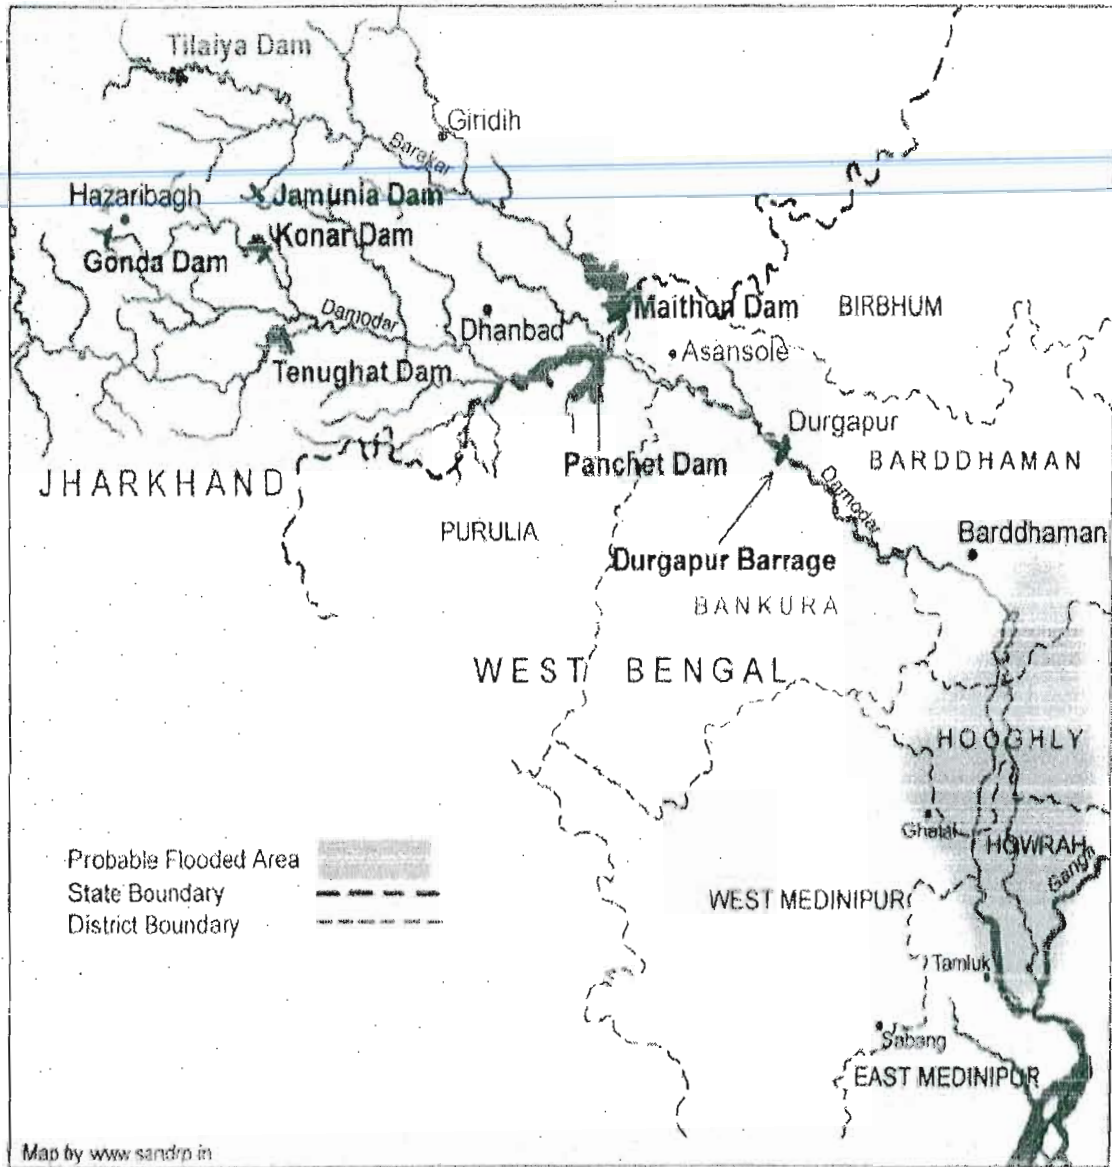 Tilaiya Dam
Giridih
Barakar
Hazaribagh
Jamunia Dam
Konar Dam
Gonda Dam
Damodar
Dhanbad
Maithon Dam
BIRBHUM
Asansole
Tenughat Dam
Durgapur
JHARKHAND
Panchet Dam
BARDDHAMAN
Damodar
PURULIA
Barddhaman
Durgapur Barrage
BANKURA
WEST BENGAL
HOOGHLY
Ghatal
HOWRAH
Probable Flooded Area
State Boundary
District Boundary
Ganga
WEST MEDINIPUR
Tamluk
Sabang
EAST MEDINIPUR
Map by www sandrp.in